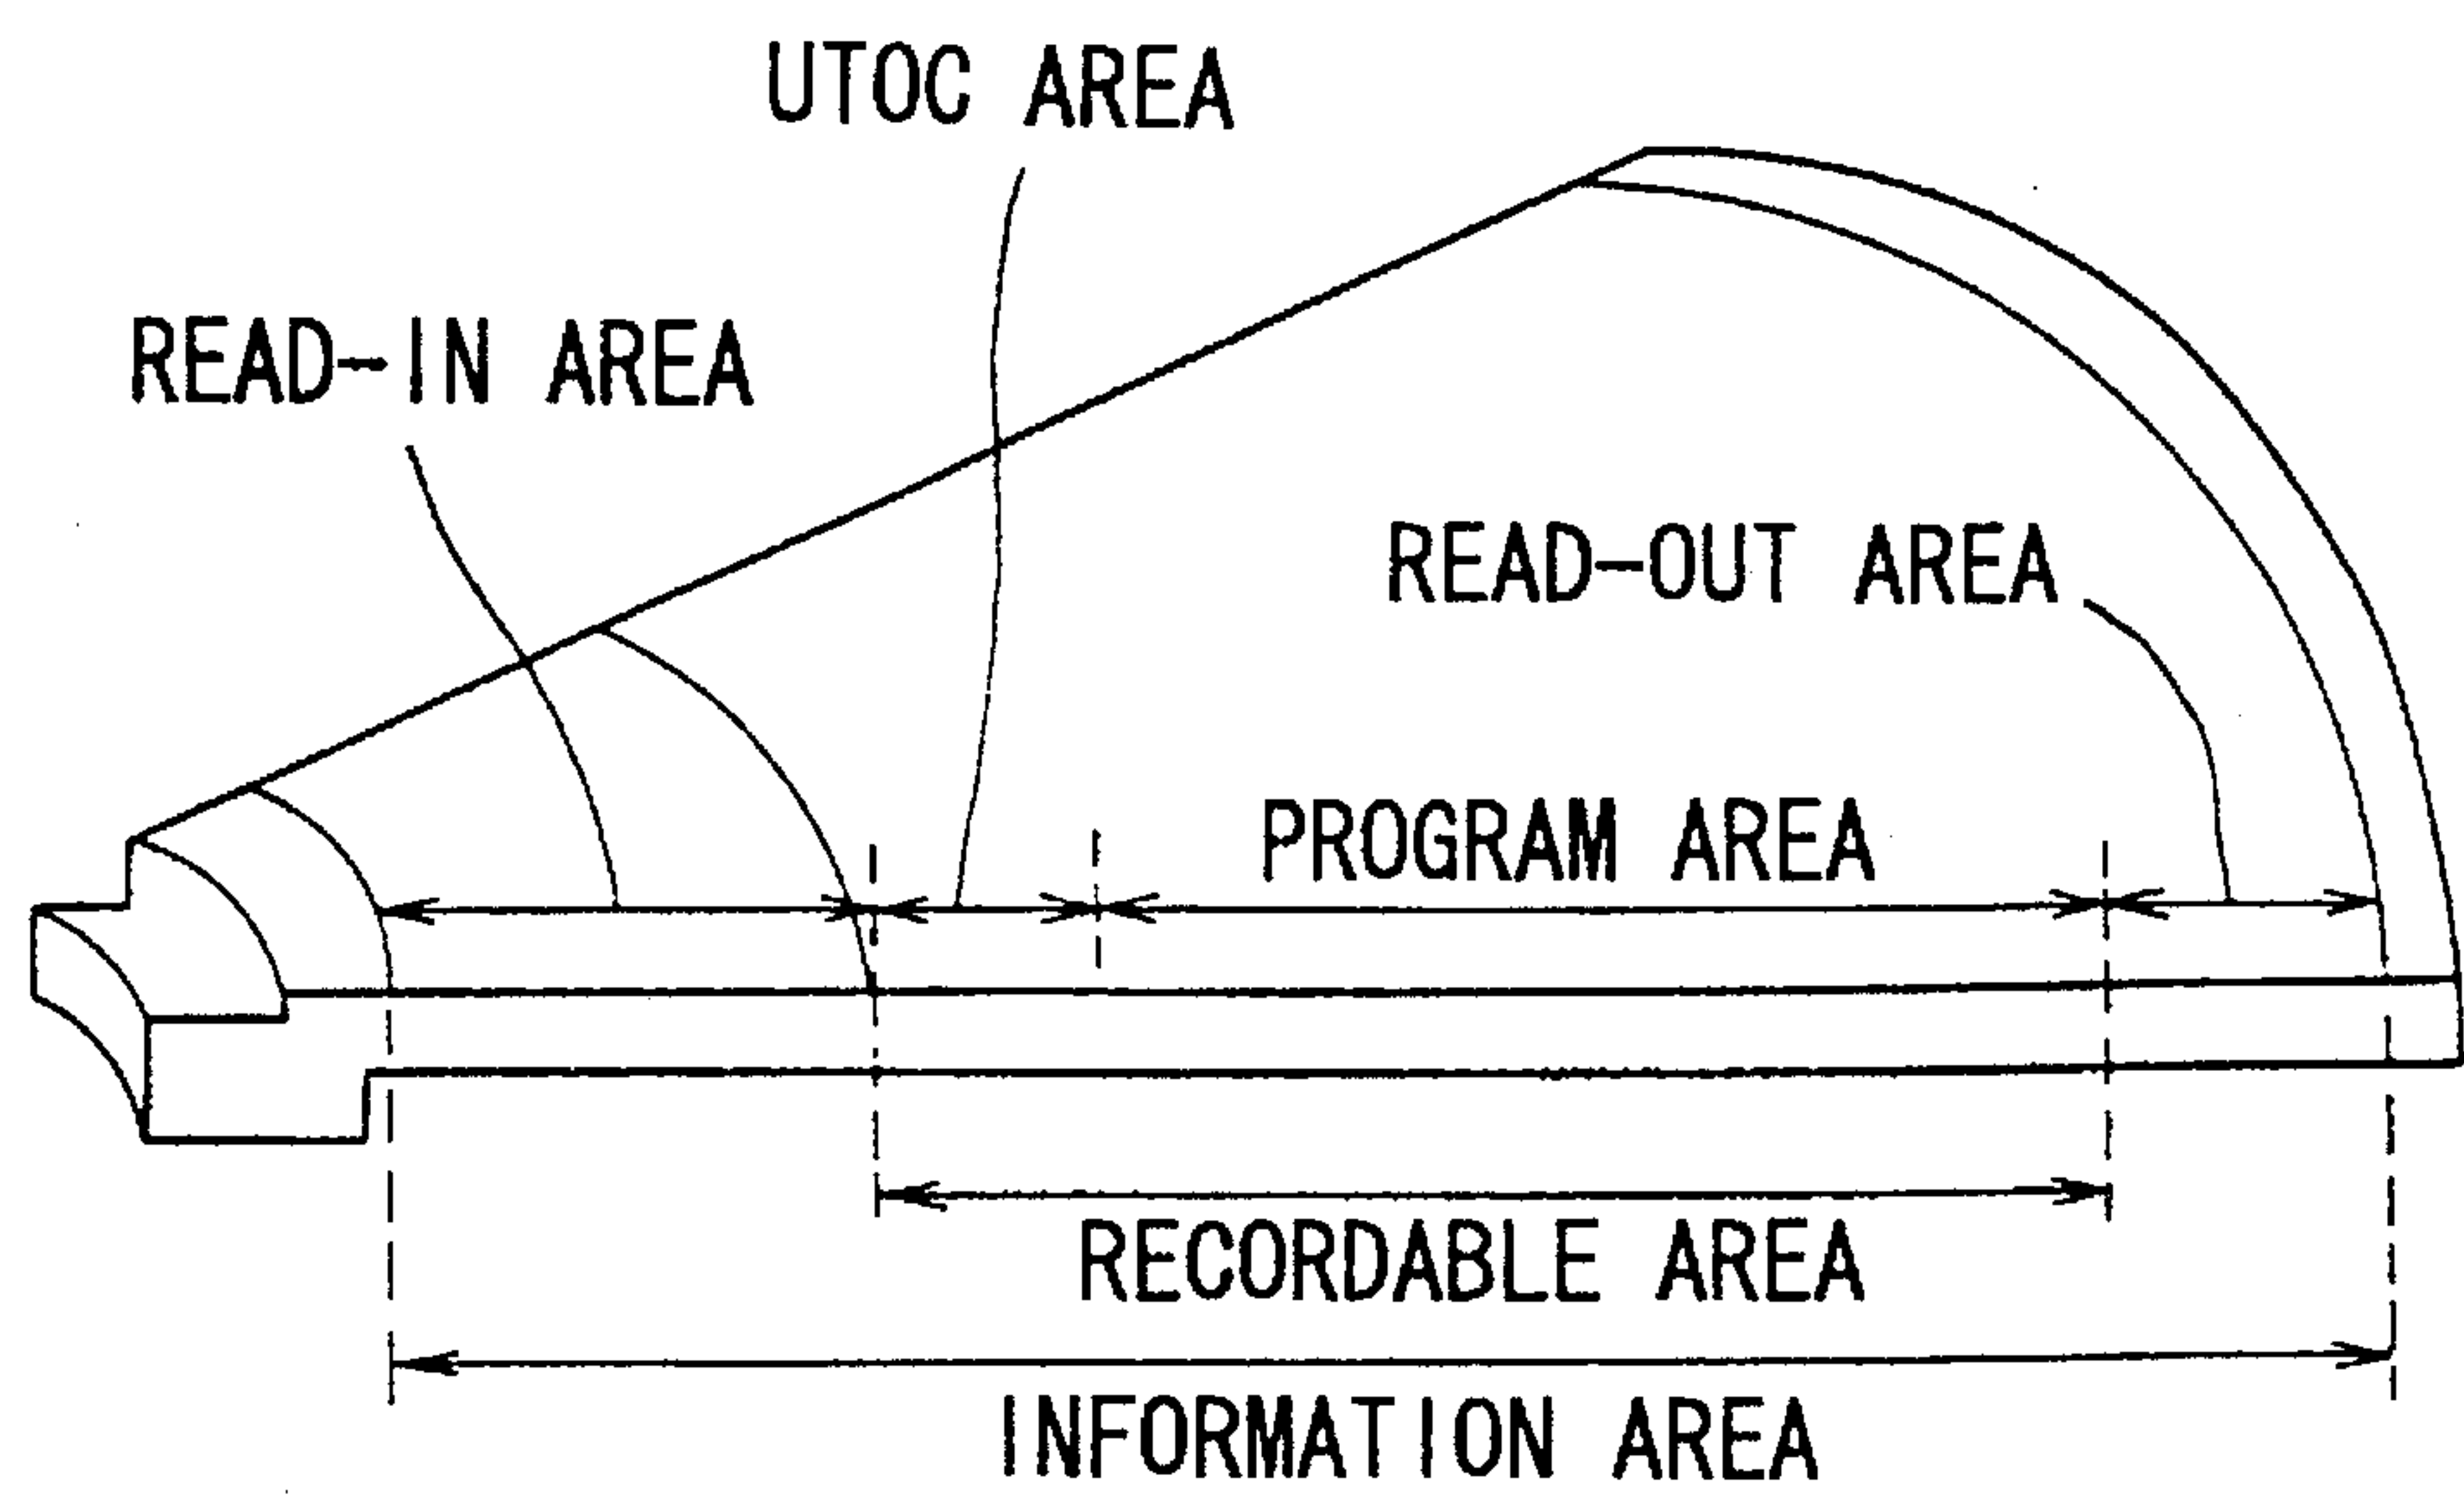 UTOC AREA
READ-IN AREA
READ-OUT AREA
PROGRAM AREA
RECORDABLE AREA
INFORMATION AREA